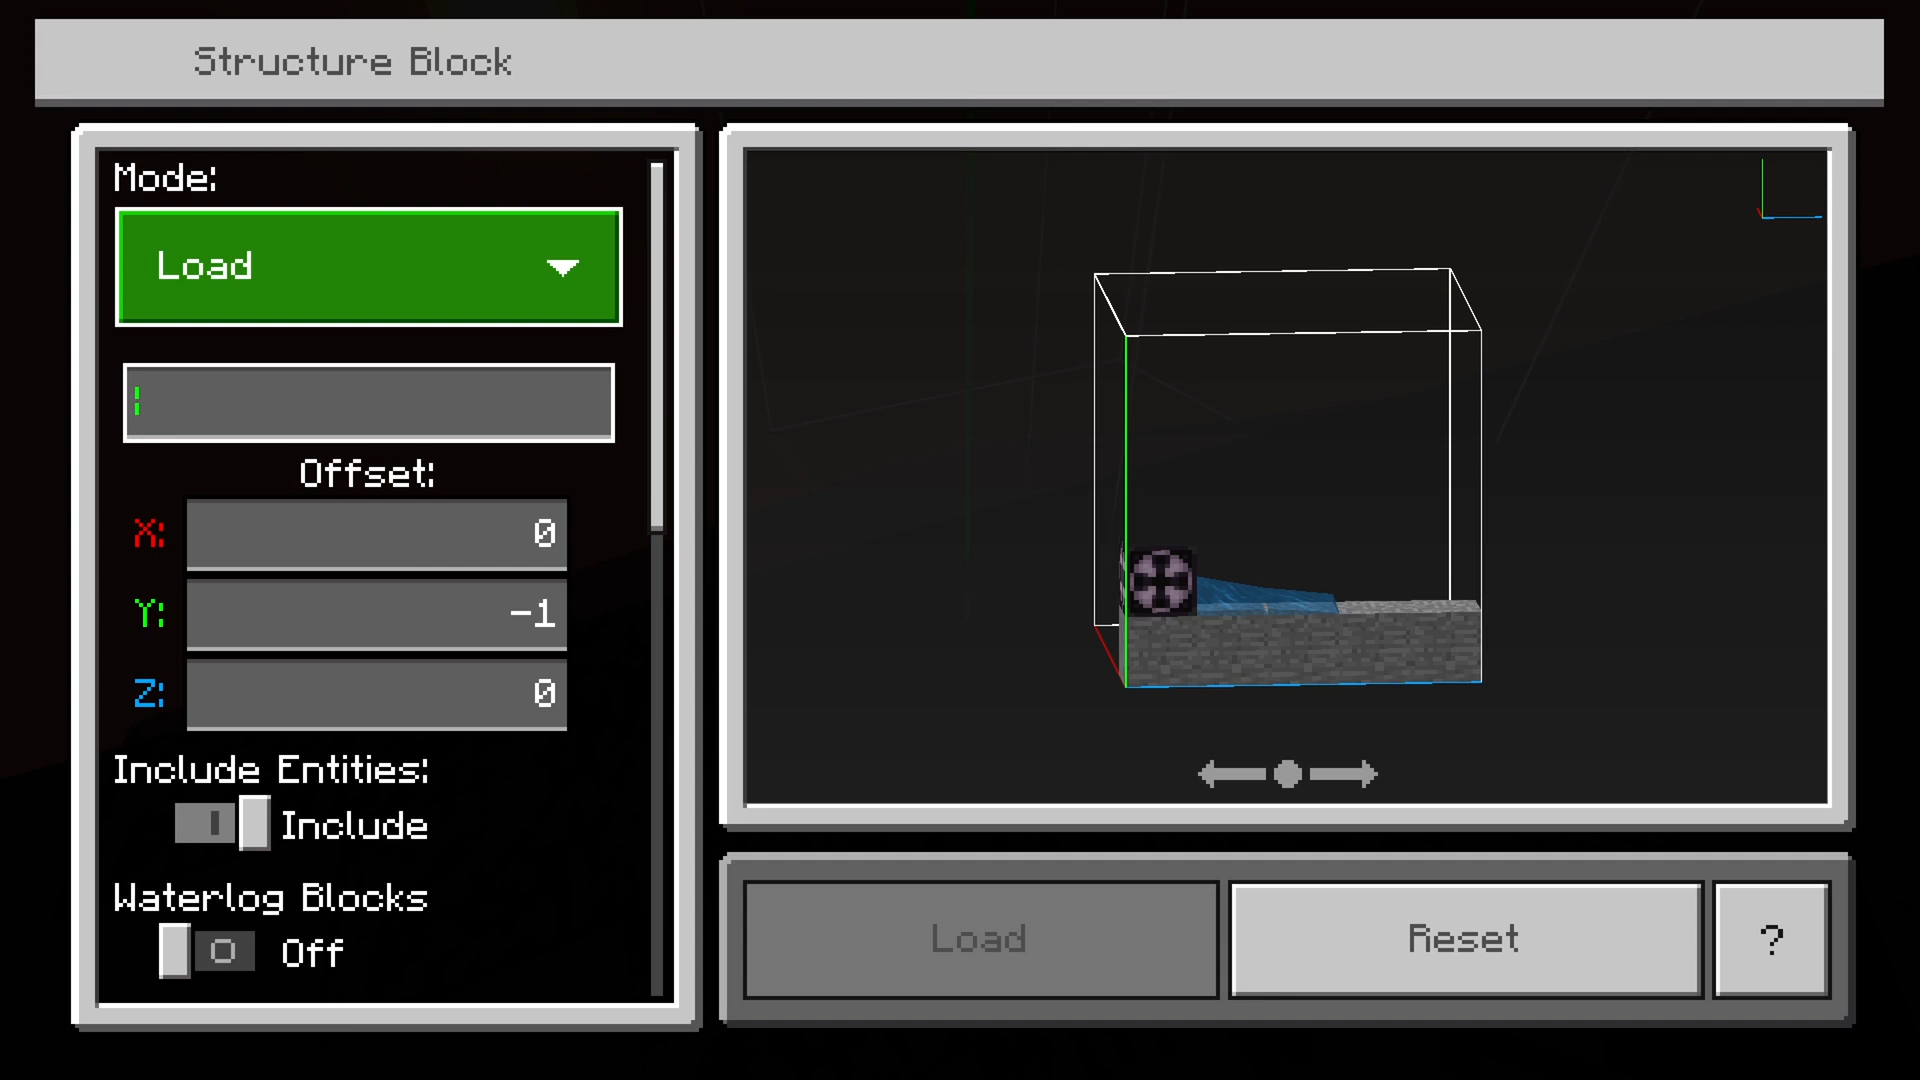 Structure Block
Mode:
Load
Offset:
X: 0
Y: -1
Z: 0
Include Entities:
Include
Waterlog Blocks
Off
Load
Reset
?